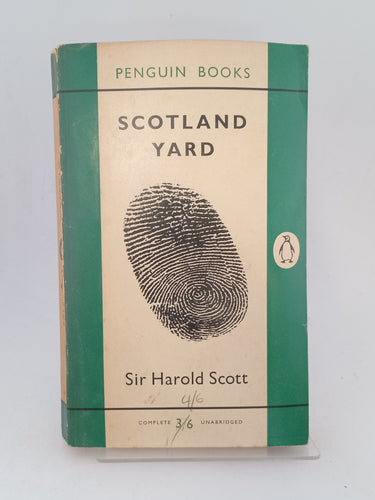 PENGUIN BOOKS
SCOTLAND
YARD
Sir Harold Scott
4/6
COMPLETE 3/6 UNABRIDGED